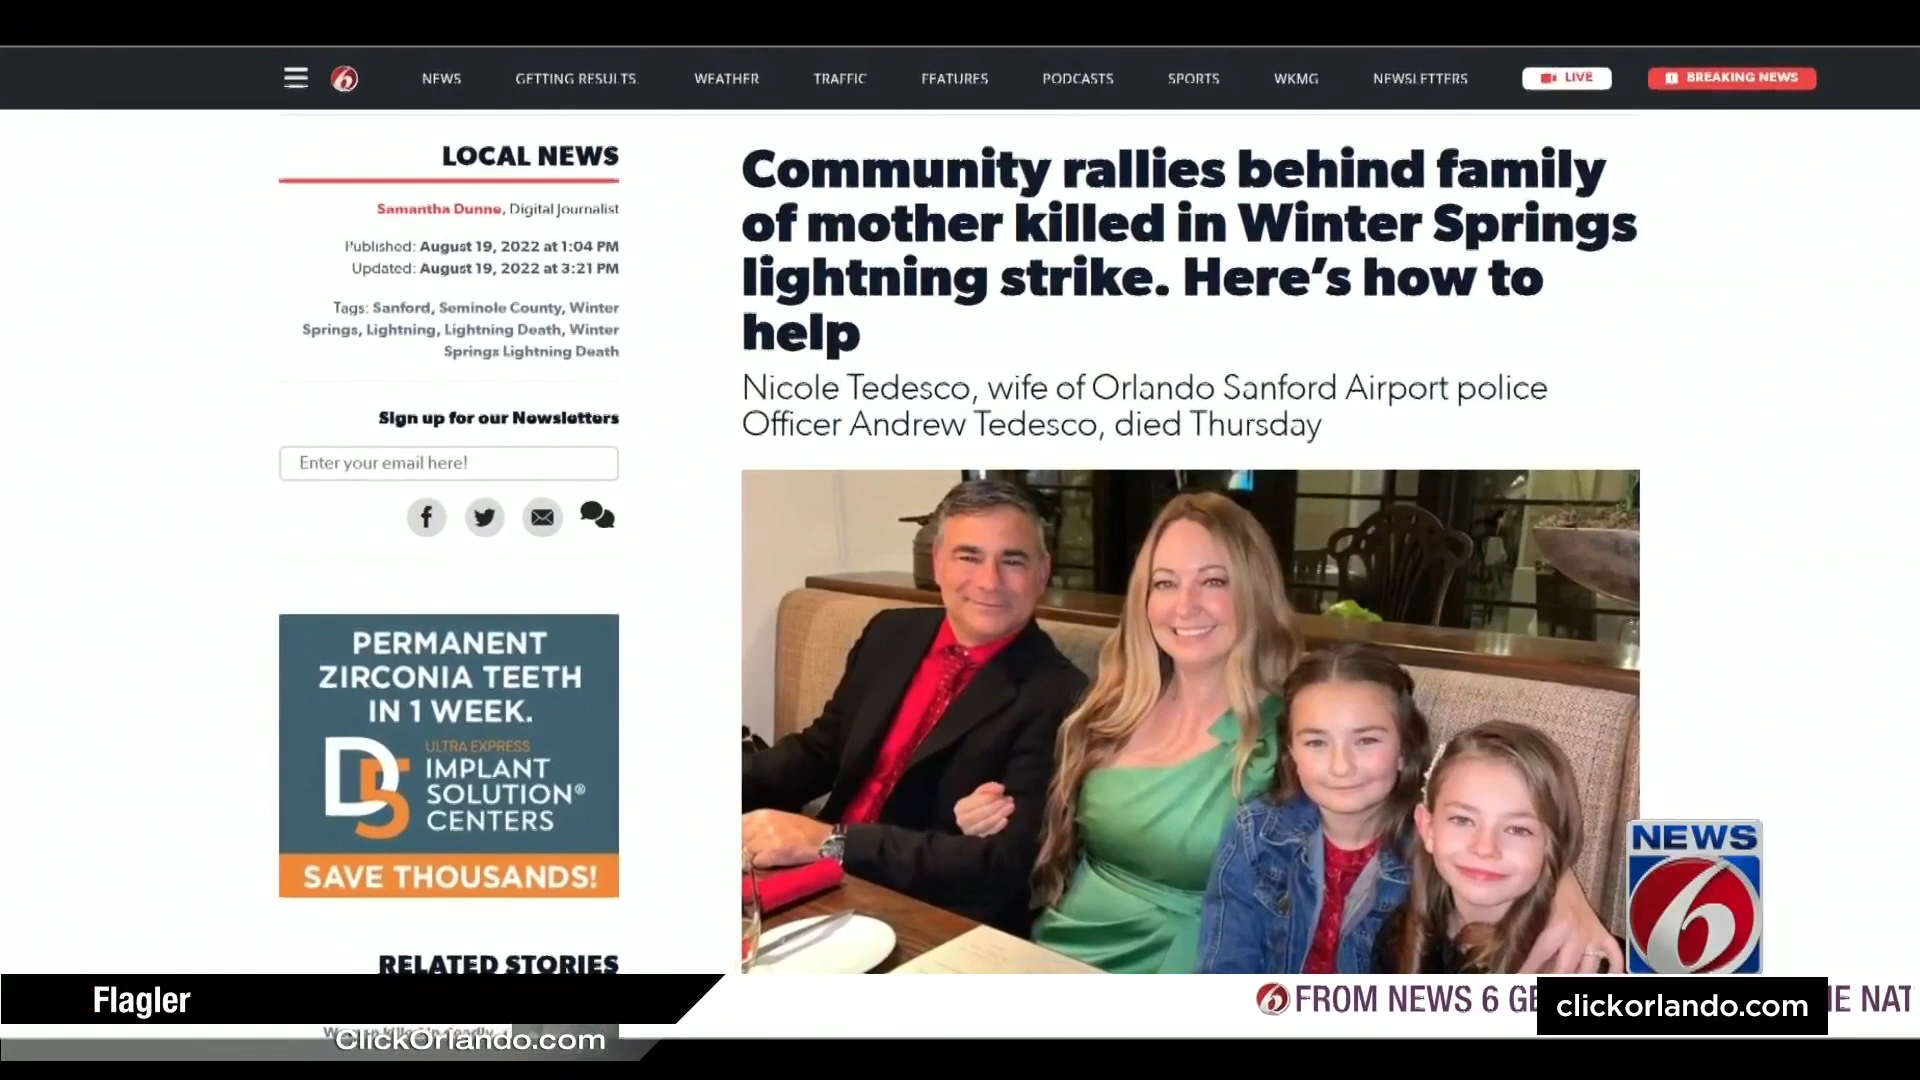 6
NEWS
GETTING RESULTS
WEATHER
TRAFFIC
FEATURES
PODCASTS
SPORTS
WKMG
NEWSLETTERS
LIVE
BREAKING NEWS
LOCAL NEWS
Samantha Dunne, Digital Journalist
Published: August 19, 2022 at 1:04 PM
Updated: August 19, 2022 at 3:21 PM
Tags: Sanford, Seminole County, Winter
Springs, Lightning, Lightning Death, Winter
Springs Lightning Death
Sign up for our Newsletters
Enter your email here!
PERMANENT
ZIRCONIA TEETH
IN 1 WEEK.
D5
ULTRA EXPRESS
IMPLANT
SOLUTION®
CENTERS
SAVE THOUSANDS!
RELATED STORIES
Community rallies behind family
of mother killed in Winter Springs
lightning strike. Here's how to
help
Nicole Tedesco, wife of Orlando Sanford Airport police
Officer Andrew Tedesco, died Thursday
NEWS
6
Flagler
ClickOrlando.com
6 FROM NEWS 6 GE
clickorlando.com
NAT